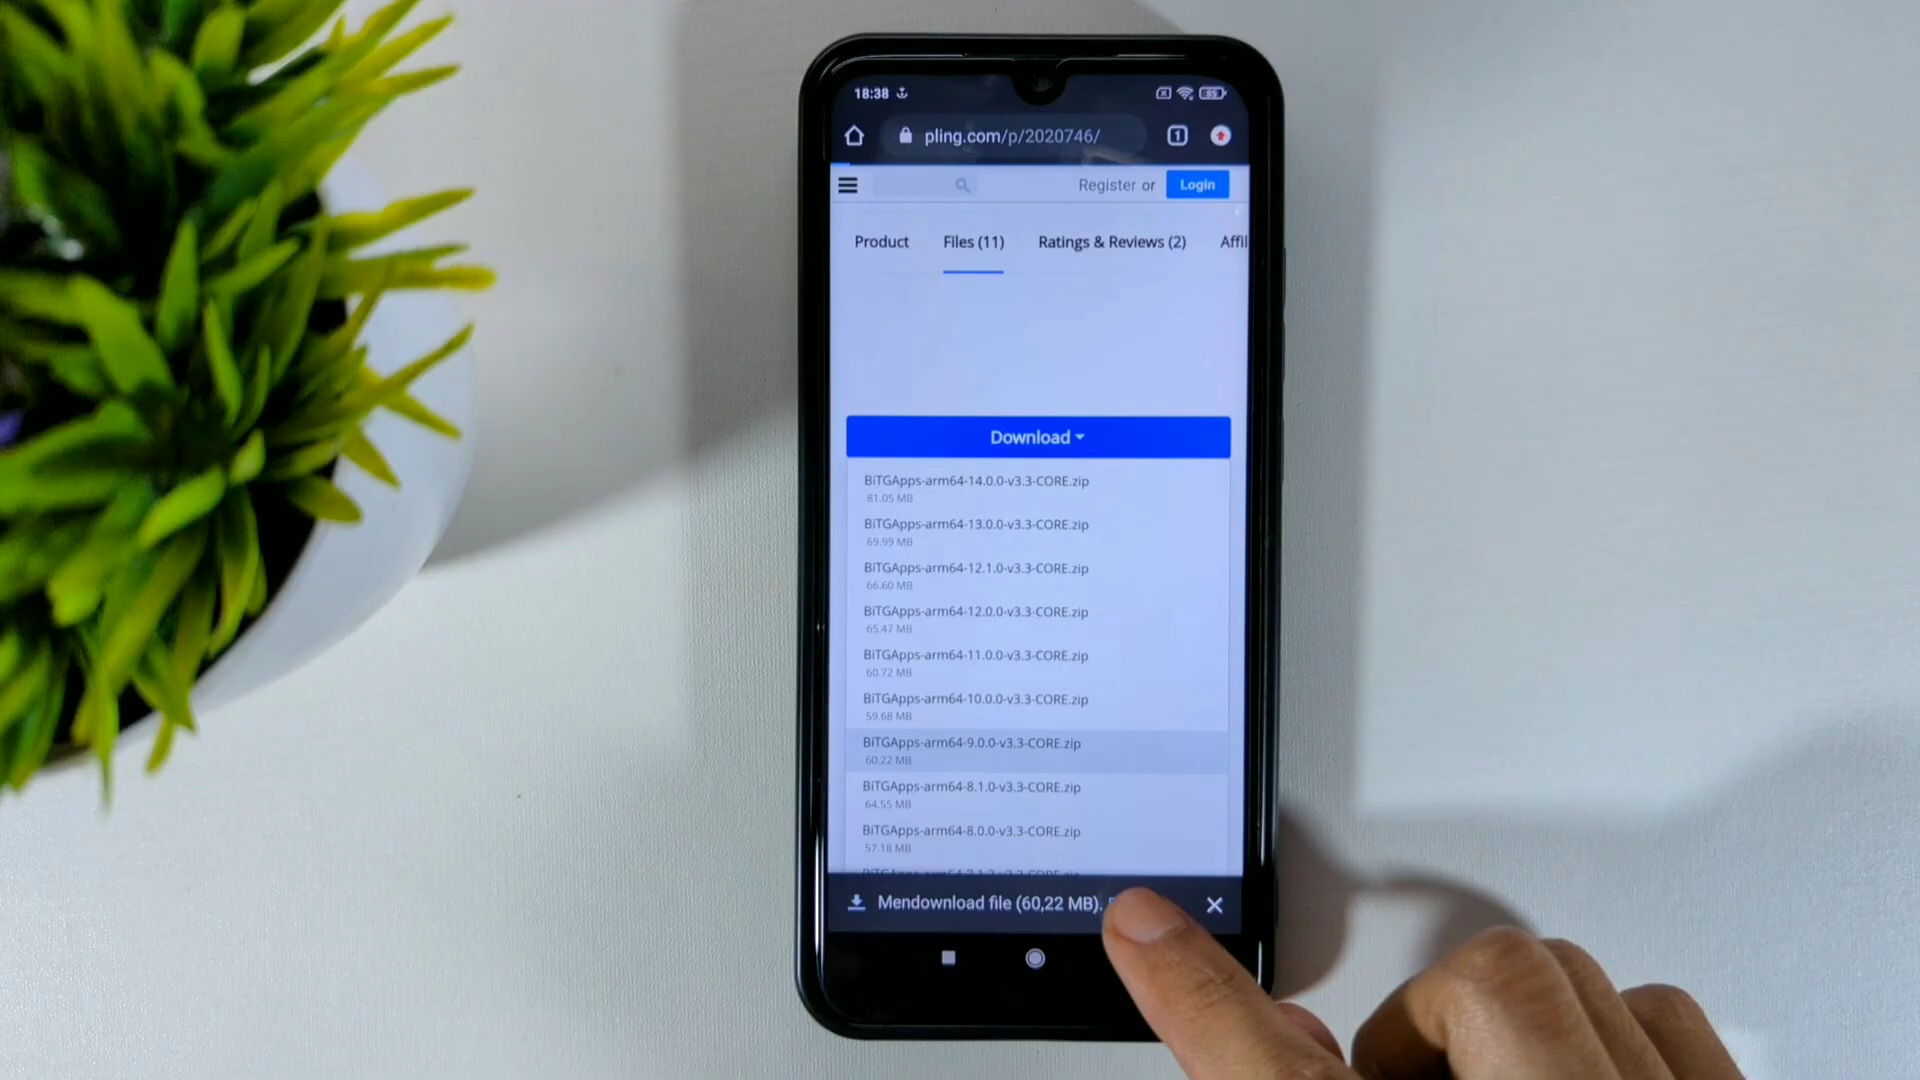 18:38
85
pling.com/p/2020746/
1
Register or
Login
Product
Files (11)
Ratings & Reviews (2)
Affil
Download
BiTGApps-arm64-14.0.0-v3.3-CORE.zip
81.05 MB
BiTGApps-arm64-13.0.0-v3.3-CORE.zip
69.99 MB
BiTGApps-arm64-12.1.0-v3.3-CORE.zip
66.60 MB
BiTGApps-arm64-12.0.0-v3.3-CORE.zip
65.47 MB
BiTGApps-arm64-11.0.0-v3.3-CORE.zip
60.72 MB
BiTGApps-arm64-10.0.0-v3.3-CORE.zip
59.68 MB
BiTGApps-arm64-9.0.0-v3.3-CORE.zip
60.22 MB
BiTGApps-arm64-8.1.0-v3.3-CORE.zip
64.55 MB
BiTGApps-arm64-8.0.0-v3.3-CORE.zip
57.18 MB
Mendownload file (60,22 MB).